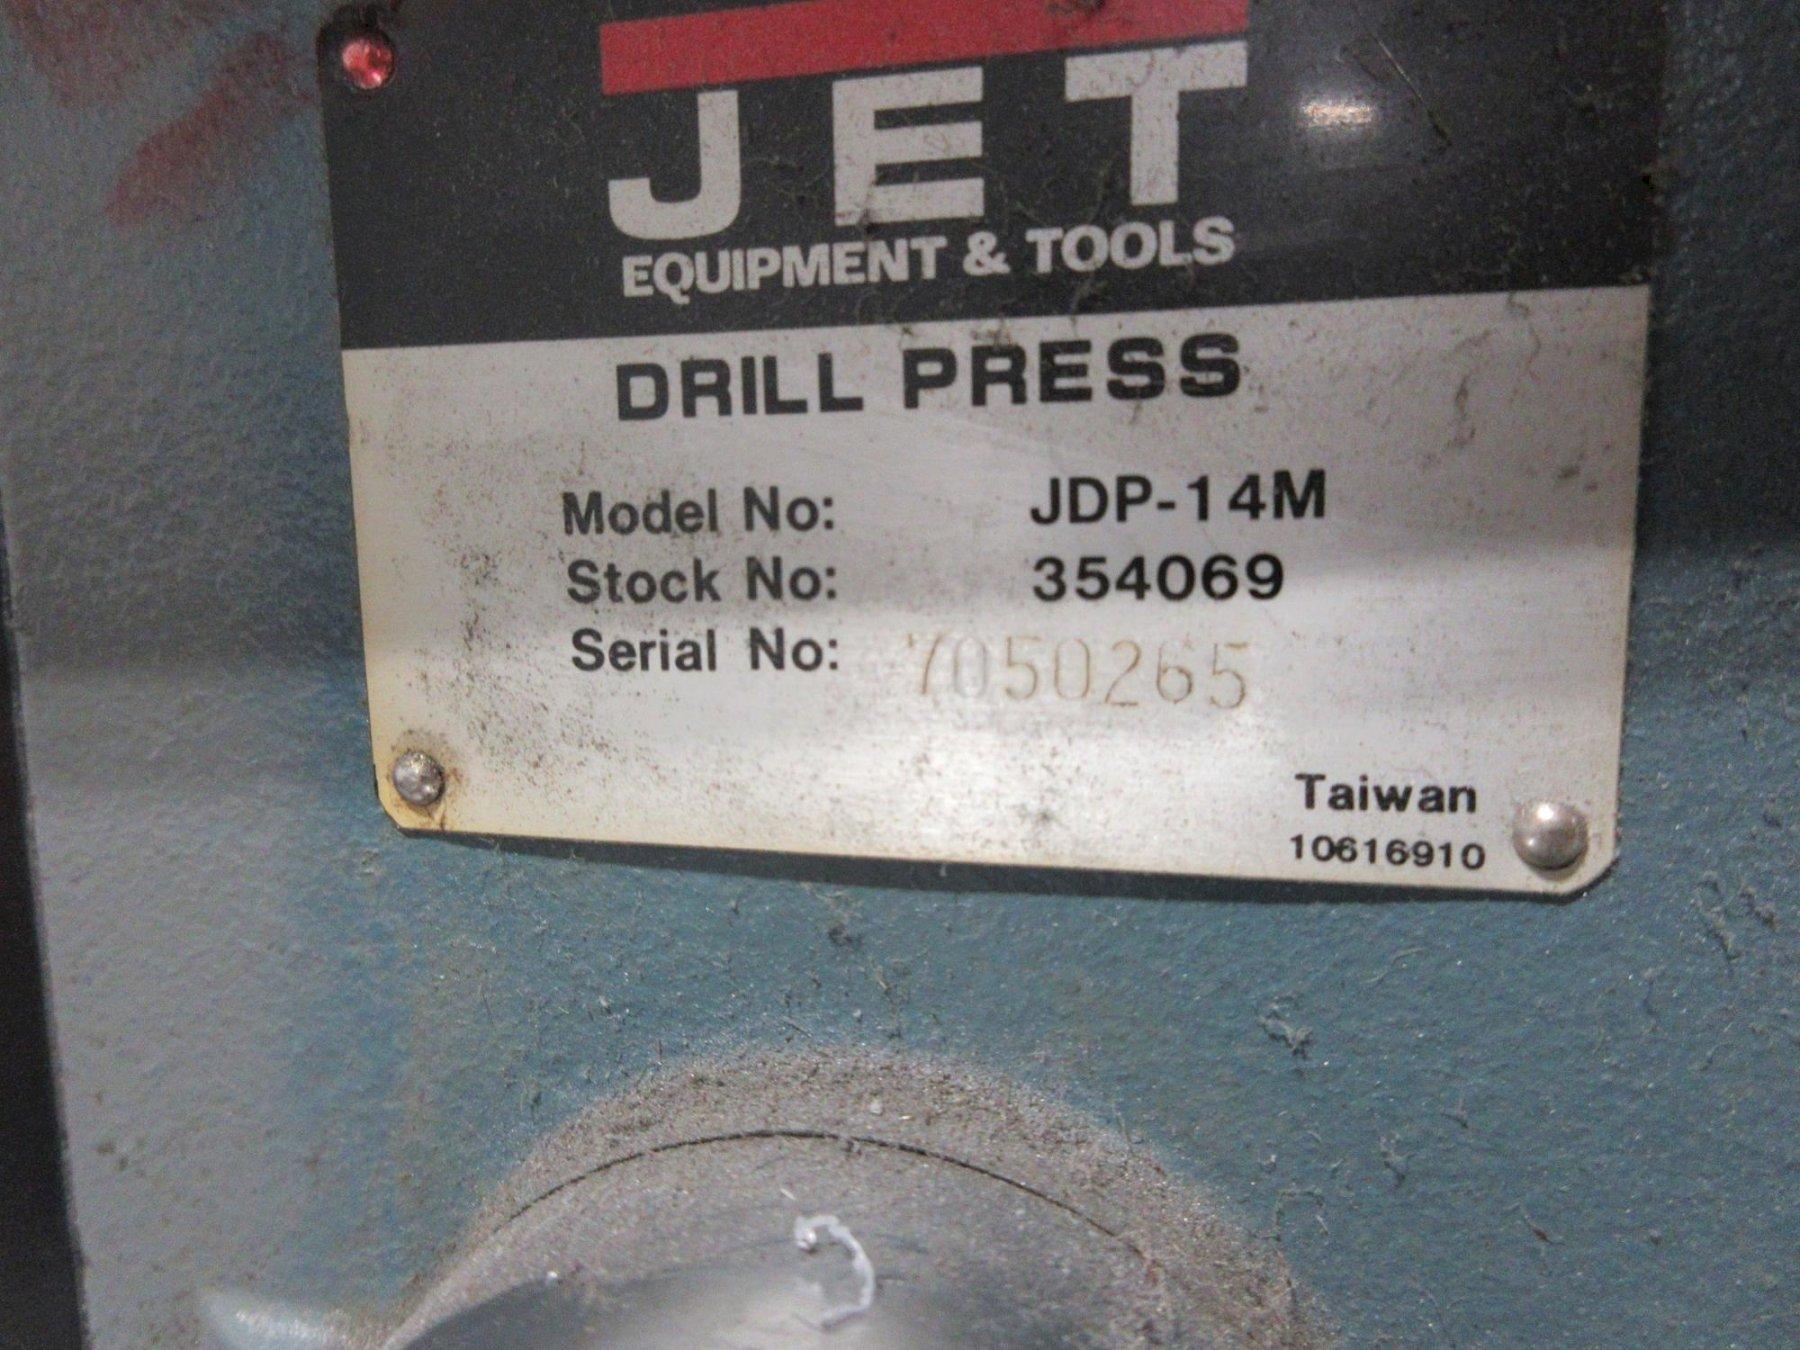 JET
EQUIPMENT & TOOLS
DRILL PRESS
Model No: JDP-14M
Stock No: 354069
Serial No: 7050265
Taiwan
10616910